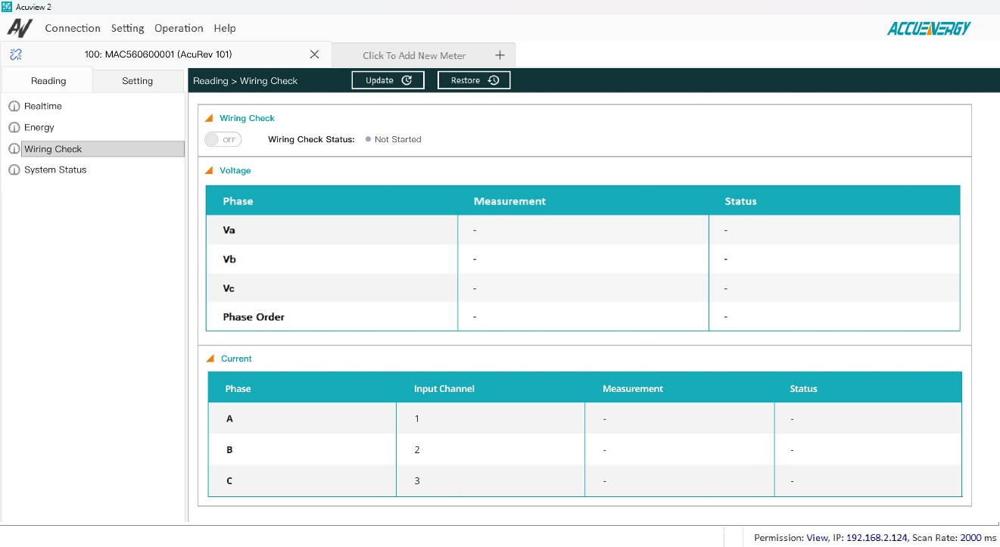 Acuview 2
Connection Setting Operation Help
ACCUENERGY
100: MAC560600001 (AcuRev 101)
Click To Add New Meter
Reading Setting
Reading > Wiring Check Update Restore
Realtime
Energy
Wiring Check
System Status
Wiring Check
OFF Wiring Check Status: Not Started
Voltage
Phase Measurement Status
Va - -
Vb - -
Vc - -
Phase Order - -
Current
Phase Input Channel Measurement Status
A 1 - -
B 2 - -
C 3 - -
Permission: View, IP: 192.168.2.124, Scan Rate: 2000 ms